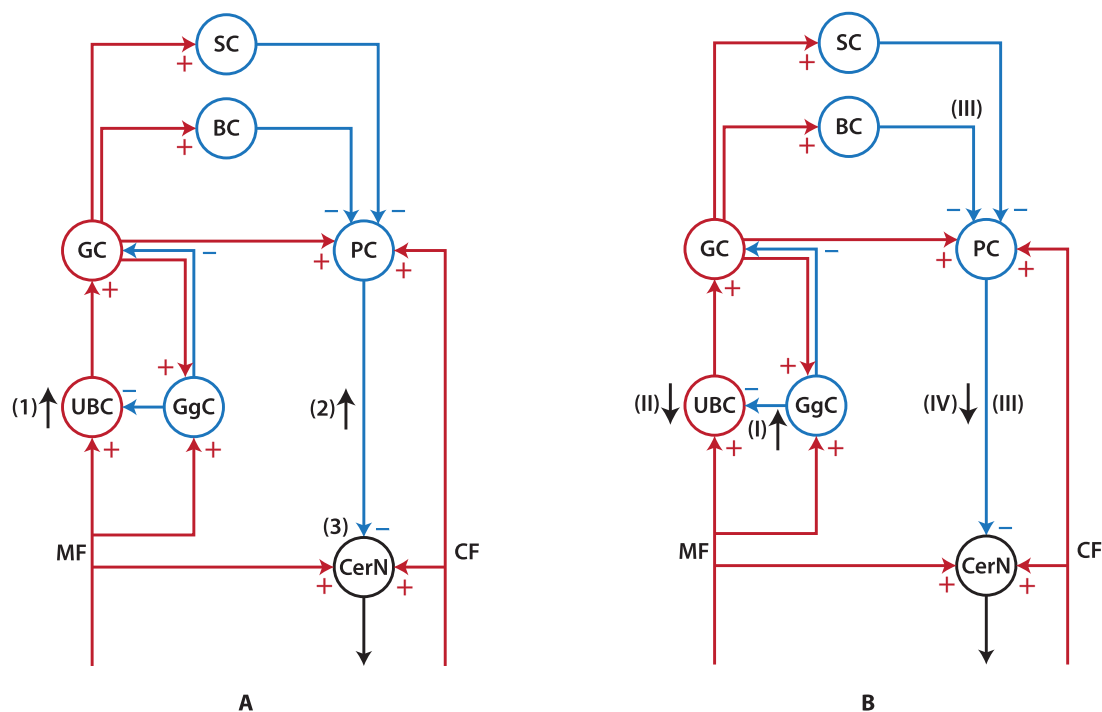 SC
+
BC
+
− −
GC
−
PC
+ +
+
+
(1) UBC
−
GgC
(2)
+ +
(3) −
MF
CerN
CF
+ +
A
SC
+
BC
(III)
+
− −
GC
−
PC
+ +
+
+
(II) UBC
−
GgC
(I)
(IV) (III)
+ +
−
MF
CerN
CF
+ +
B